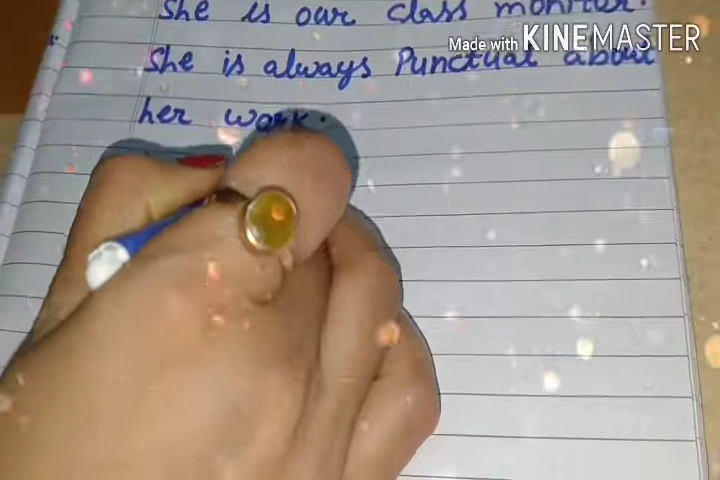 She is our class monitor.
Made with KINEMASTER
She is always Punctual about
her work.